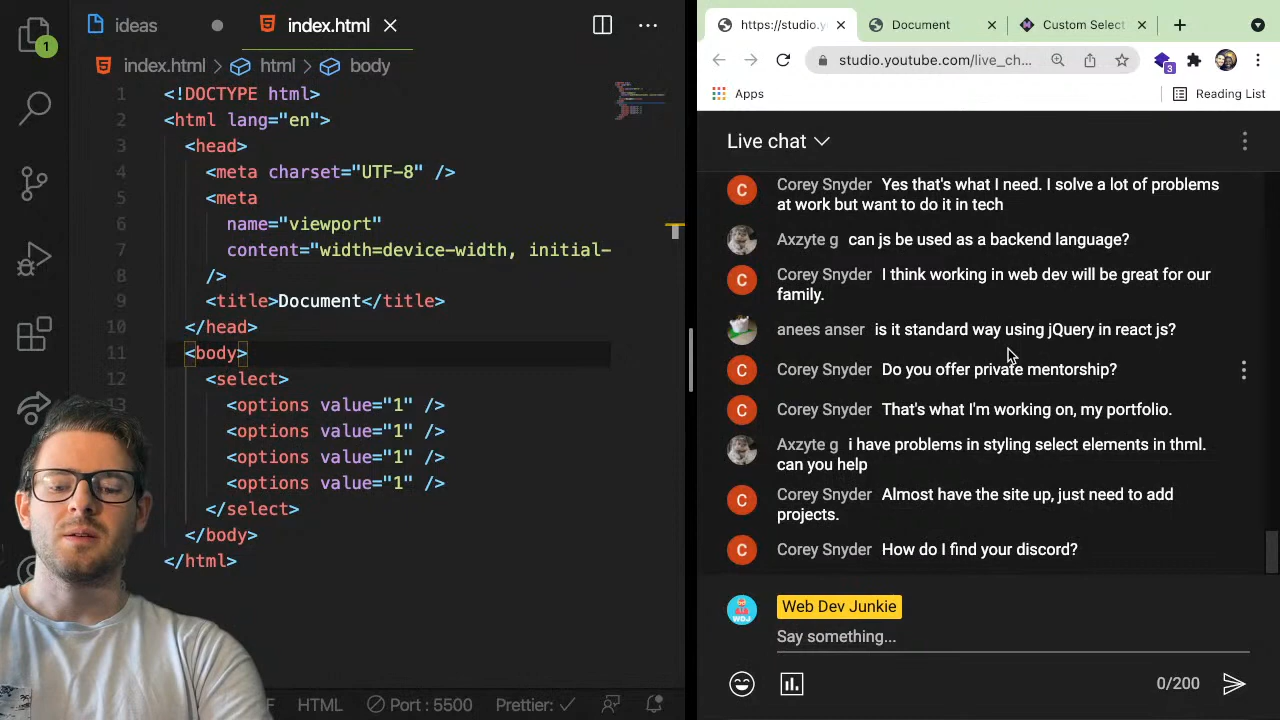 1
ideas
index.html
index.html > html > body
1 <!DOCTYPE html>
2 <html lang="en">
3 <head>
4 <meta charset="UTF-8" />
5 <meta
6 name="viewport"
7 content="width=device-width, initial-
8 />
9 <title>Document</title>
10 </head>
11 <body>
12 <select>
13 <options value="1" />
<options value="1" />
<options value="1" />
<options value="1" />
</select>
</body>
</html>
HTML
Port : 5500
Prettier: ✓
https://studio.y
Document
Custom Select
studio.youtube.com/live_ch...
3
Apps
Reading List
Live chat
C Corey Snyder Yes that's what I need. I solve a lot of problems
at work but want to do it in tech
Axzyte g can js be used as a backend language?
C Corey Snyder I think working in web dev will be great for our
family.
anees anser is it standard way using jQuery in react js?
C Corey Snyder Do you offer private mentorship?
C Corey Snyder That's what I'm working on, my portfolio.
Axzyte g i have problems in styling select elements in thml.
can you help
C Corey Snyder Almost have the site up, just need to add
projects.
C Corey Snyder How do I find your discord?
WDJ
Web Dev Junkie
Say something...
0/200